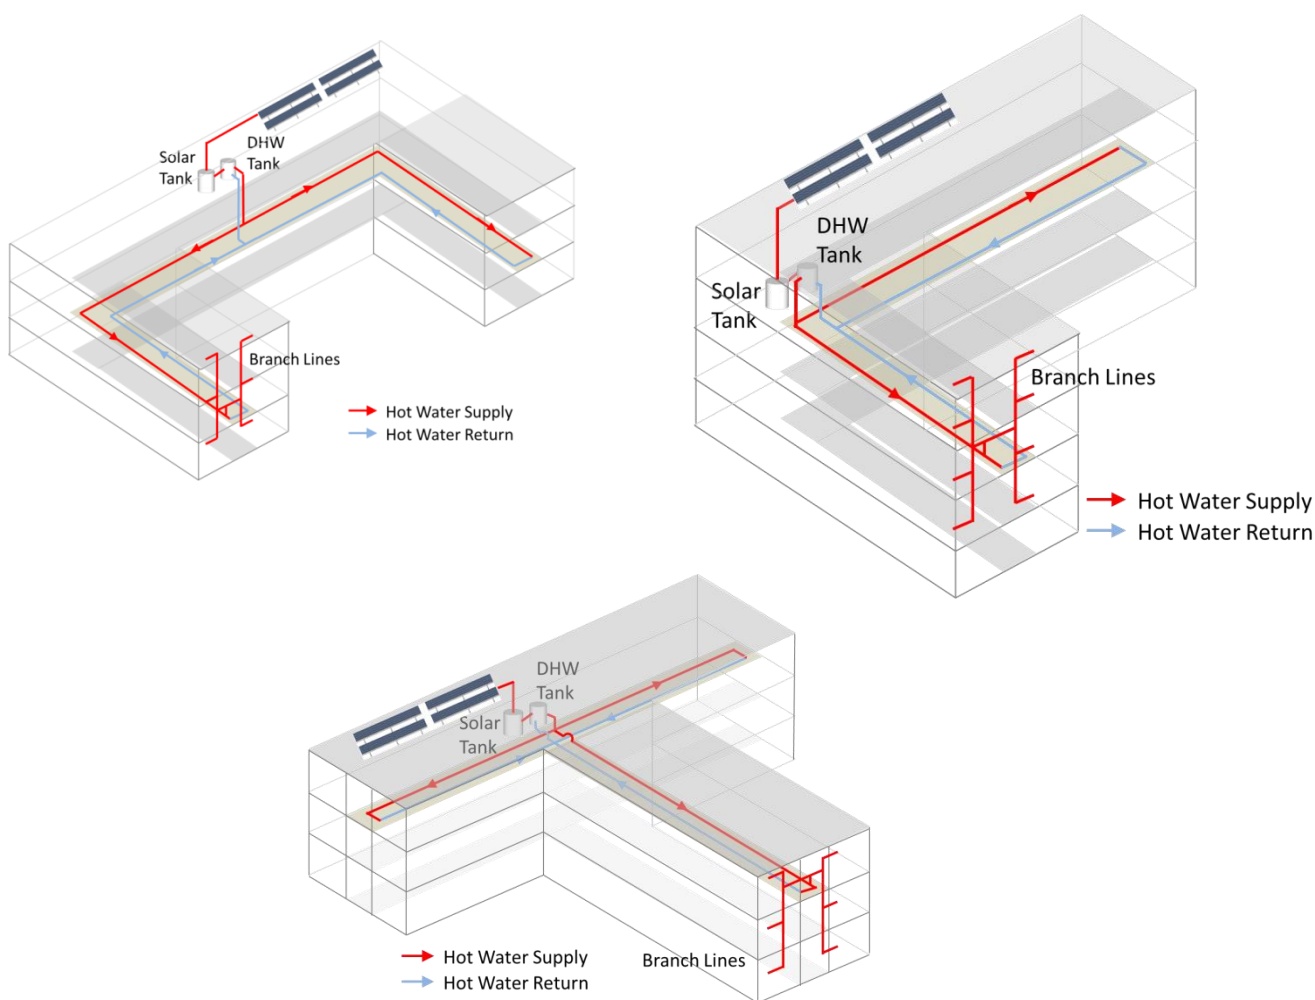 DHW
Tank
Solar
Tank
Branch Lines
Hot Water Supply
Hot Water Return
DHW
Tank
Solar
Tank
Branch Lines
Hot Water Supply
Hot Water Return
DHW
Tank
Solar
Tank
Branch Lines
Hot Water Supply
Hot Water Return